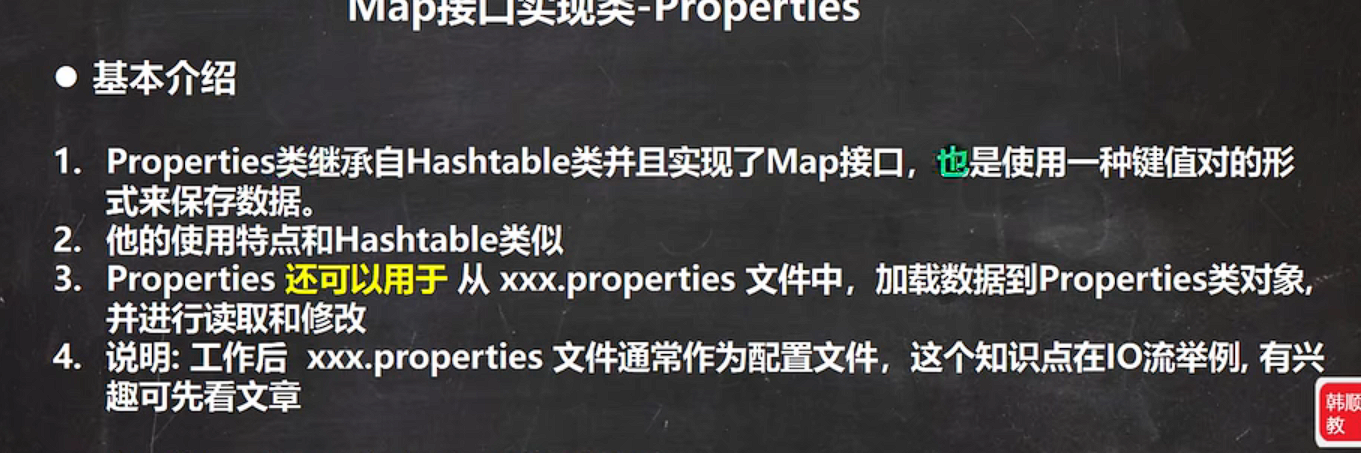 Map接口实现类-Properties
● 基本介绍
1. Properties类继承自Hashtable类并且实现了Map接口，也是使用一种键值对的形
式来保存数据。
2. 他的使用特点和Hashtable类似
3. Properties 还可以用于 从 xxx.properties 文件中，加载数据到Properties类对象,
并进行读取和修改
4. 说明: 工作后 xxx.properties 文件通常作为配置文件，这个知识点在IO流举例, 有兴
趣可先看文章
韩顺
教